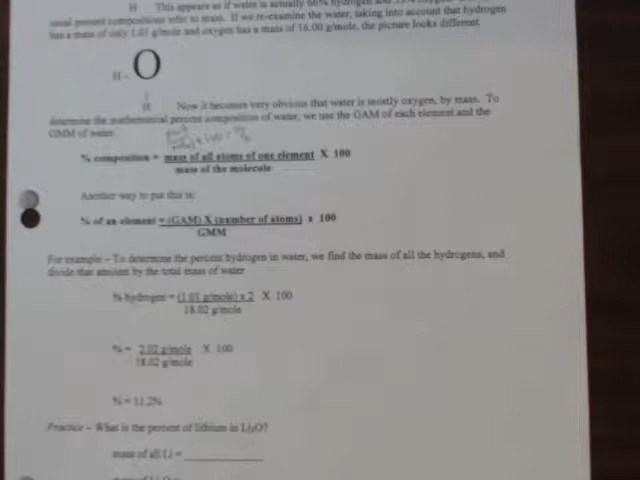 H This appears as if water is actually 66% hydrogen and 33%
usual percent compositions refer to mass. If we re-examine the water, taking into account that hydrogen
has a mass of only 1.01 g/mole and oxygen has a mass of 16.00 g/mole, the picture looks different.
H - O
H Now it becomes very obvious that water is mostly oxygen, by mass. To
determine the mathematical percent composition of water, we use the GAM of each element and the
GMM of water.
x 100 = %
% composition = mass of all atoms of one element X 100
mass of the molecule
Another way to put this is:
% of an element = (GAM) X (number of atoms) x 100
GMM
For example - To determine the percent hydrogen in water, we find the mass of all the hydrogens, and
divide that amount by the total mass of water
% hydrogen = (1.01 g/mole) x 2 X 100
18.02 g/mole
% = 2.02 g/mole X 100
18.02 g/mole
% = 11.2%
Practice - What is the percent of lithium in Li₂O?
mass of all Li =